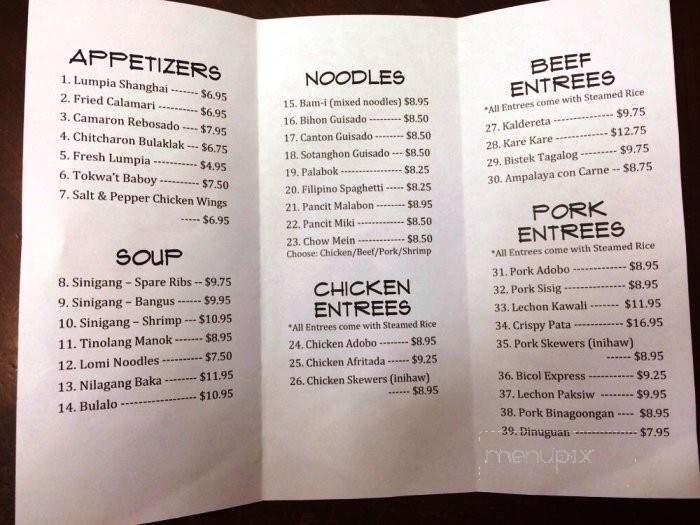 APPETIZERS
1. Lumpia Shanghai ------- $6.95
2. Fried Calamari ---------- $6.95
3. Camaron Rebosado ---- $7.95
4. Chitcharon Bulaklak --- $6.75
5. Fresh Lumpia ----------- $4.95
6. Tokwa't Baboy ---------- $7.50
7. Salt & Pepper Chicken Wings
----- $6.95
SOUP
8. Sinigang – Spare Ribs -- $9.75
9. Sinigang – Bangus ------ $9.95
10. Sinigang – Shrimp --- $10.95
11. Tinolang Manok ------- $8.95
12. Lomi Noodles ---------- $7.50
13. Nilagang Baka -------- $11.95
14. Bulalo ------------------- $10.95
NOODLES
15. Bam-i (mixed noodles) $8.95
16. Bihon Guisado --------- $8.50
17. Canton Guisado -------- $8.50
18. Sotanghon Guisado --- $8.50
19. Palabok ----------------- $8.25
20. Filipino Spaghetti ----- $8.25
21. Pancit Malabon -------- $8.95
22. Pancit Miki ------------- $8.50
23. Chow Mein ------------- $8.50
Choose: Chicken/Beef/Pork/Shrimp
CHICKEN
ENTREES
*All Entrees come with Steamed Rice
24. Chicken Adobo -------- $8.95
25. Chicken Afritada ------ $9.25
26. Chicken Skewers (inihaw)
------ $8.95
BEEF
ENTREES
*All Entrees come with Steamed Rice
27. Kaldereta -------------- $9.75
28. Kare Kare ------------- $12.75
29. Bistek Tagalog --------- $9.75
30. Ampalaya con Carne -- $8.75
PORK
ENTREES
*All Entrees come with Steamed Rice
31. Pork Adobo ------------ $8.95
32. Pork Sisig -------------- $8.95
33. Lechon Kawali ------- $11.95
34. Crispy Pata ----------- $16.95
35. Pork Skewers (inihaw)
------ $8.95
36. Bicol Express ---------- $9.25
37. Lechon Paksiw -------- $9.95
38. Pork Binagoongan ---- $8.95
39. Dinuguan -------------- $7.95
menupix